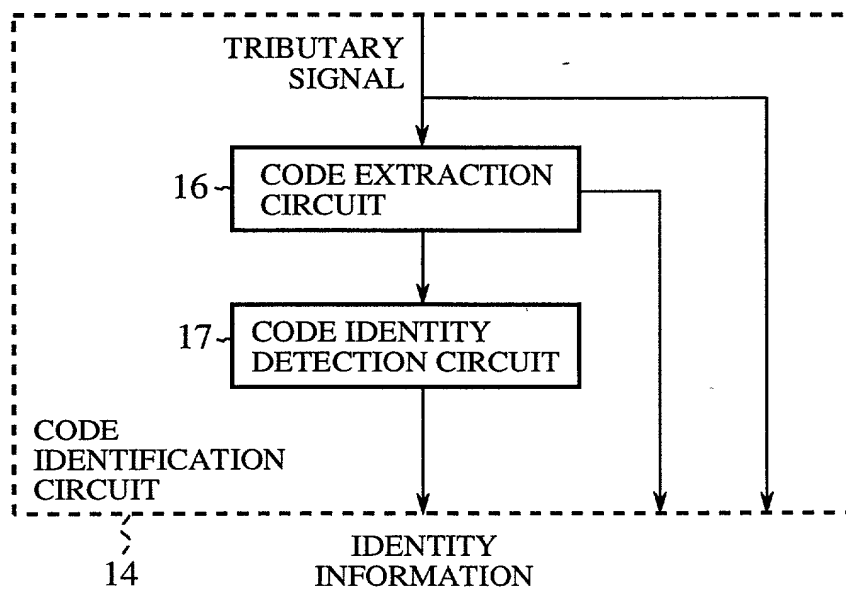 TRIBUTARY
SIGNAL
16
CODE EXTRACTION
CIRCUIT
17
CODE IDENTITY
DETECTION CIRCUIT
CODE
IDENTIFICATION
CIRCUIT
14
IDENTITY
INFORMATION